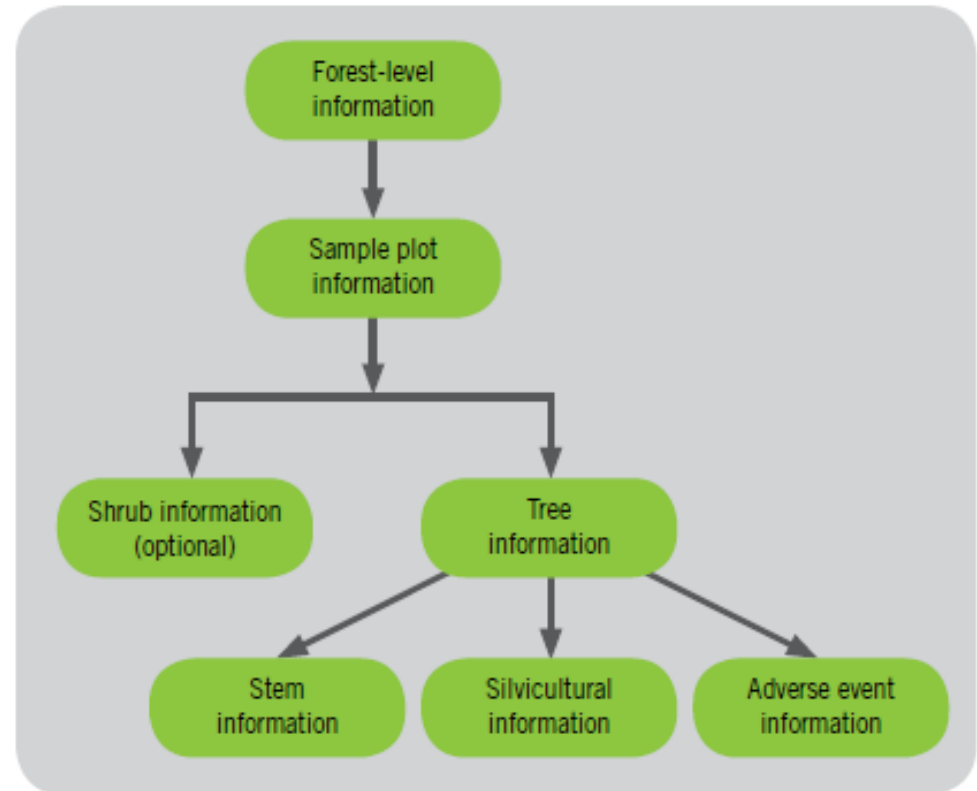 Forest-level
information
Sample plot
information
Shrub information
(optional)
Tree
information
Stem
information
Silvicultural
information
Adverse event
information